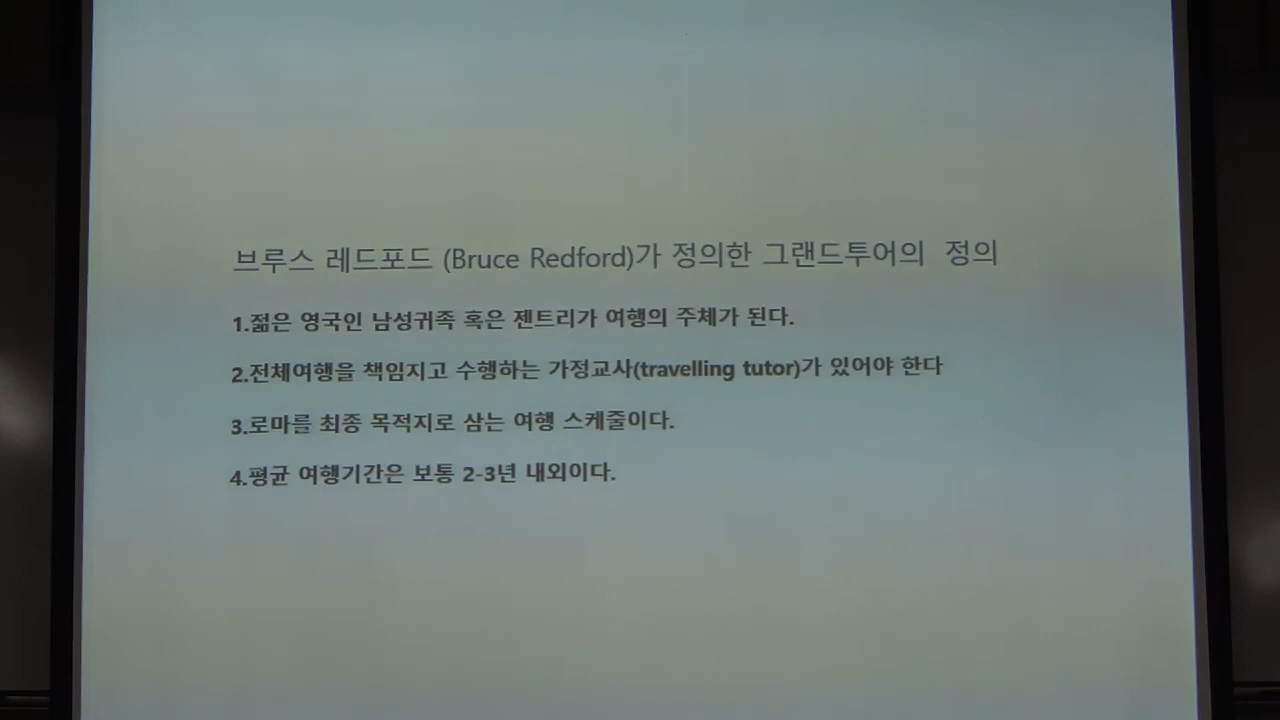 브루스 레드포드 (Bruce Redford)가 정의한 그랜드투어의 정의
1.젊은 영국인 남성귀족 혹은 젠트리가 여행의 주체가 된다.
2.전체여행을 책임지고 수행하는 가정교사(travelling tutor)가 있어야 한다
3.로마를 최종 목적지로 삼는 여행 스케줄이다.
4.평균 여행기간은 보통 2-3년 내외이다.